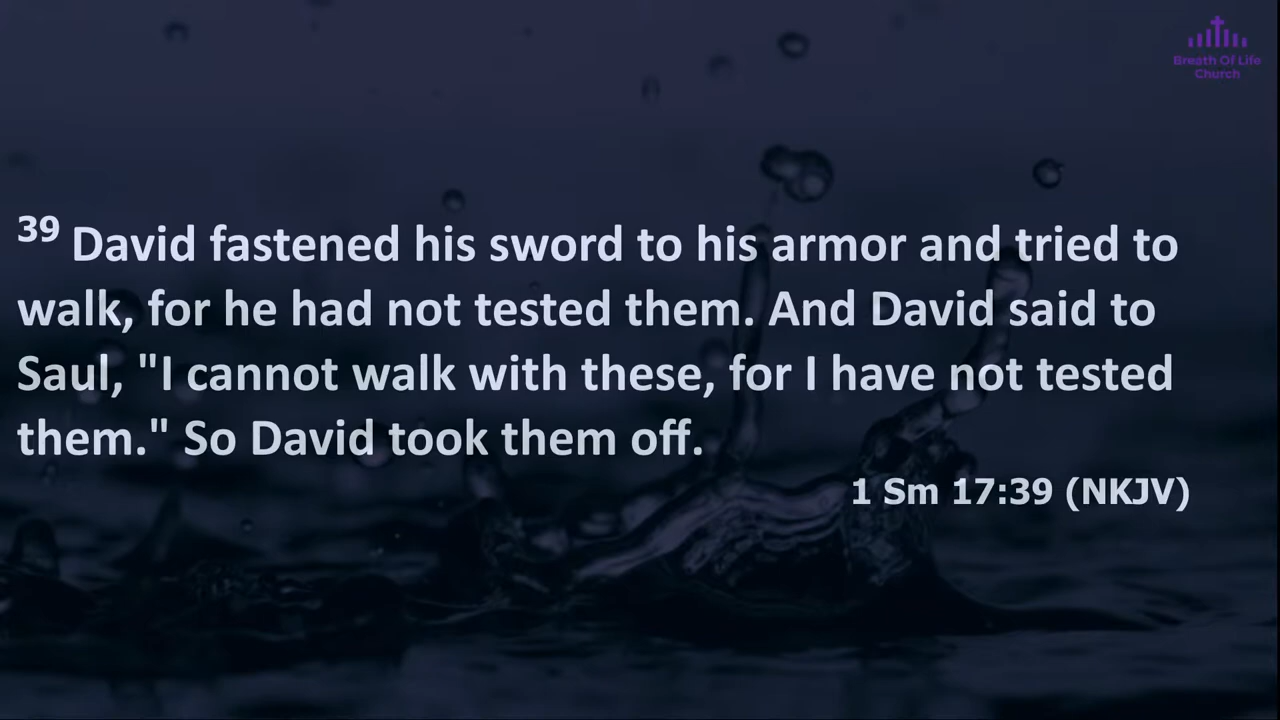 Breath Of Life
Church
39 David fastened his sword to his armor and tried to
walk, for he had not tested them. And David said to
Saul, "I cannot walk with these, for I have not tested
them." So David took them off.
1 Sm 17:39 (NKJV)